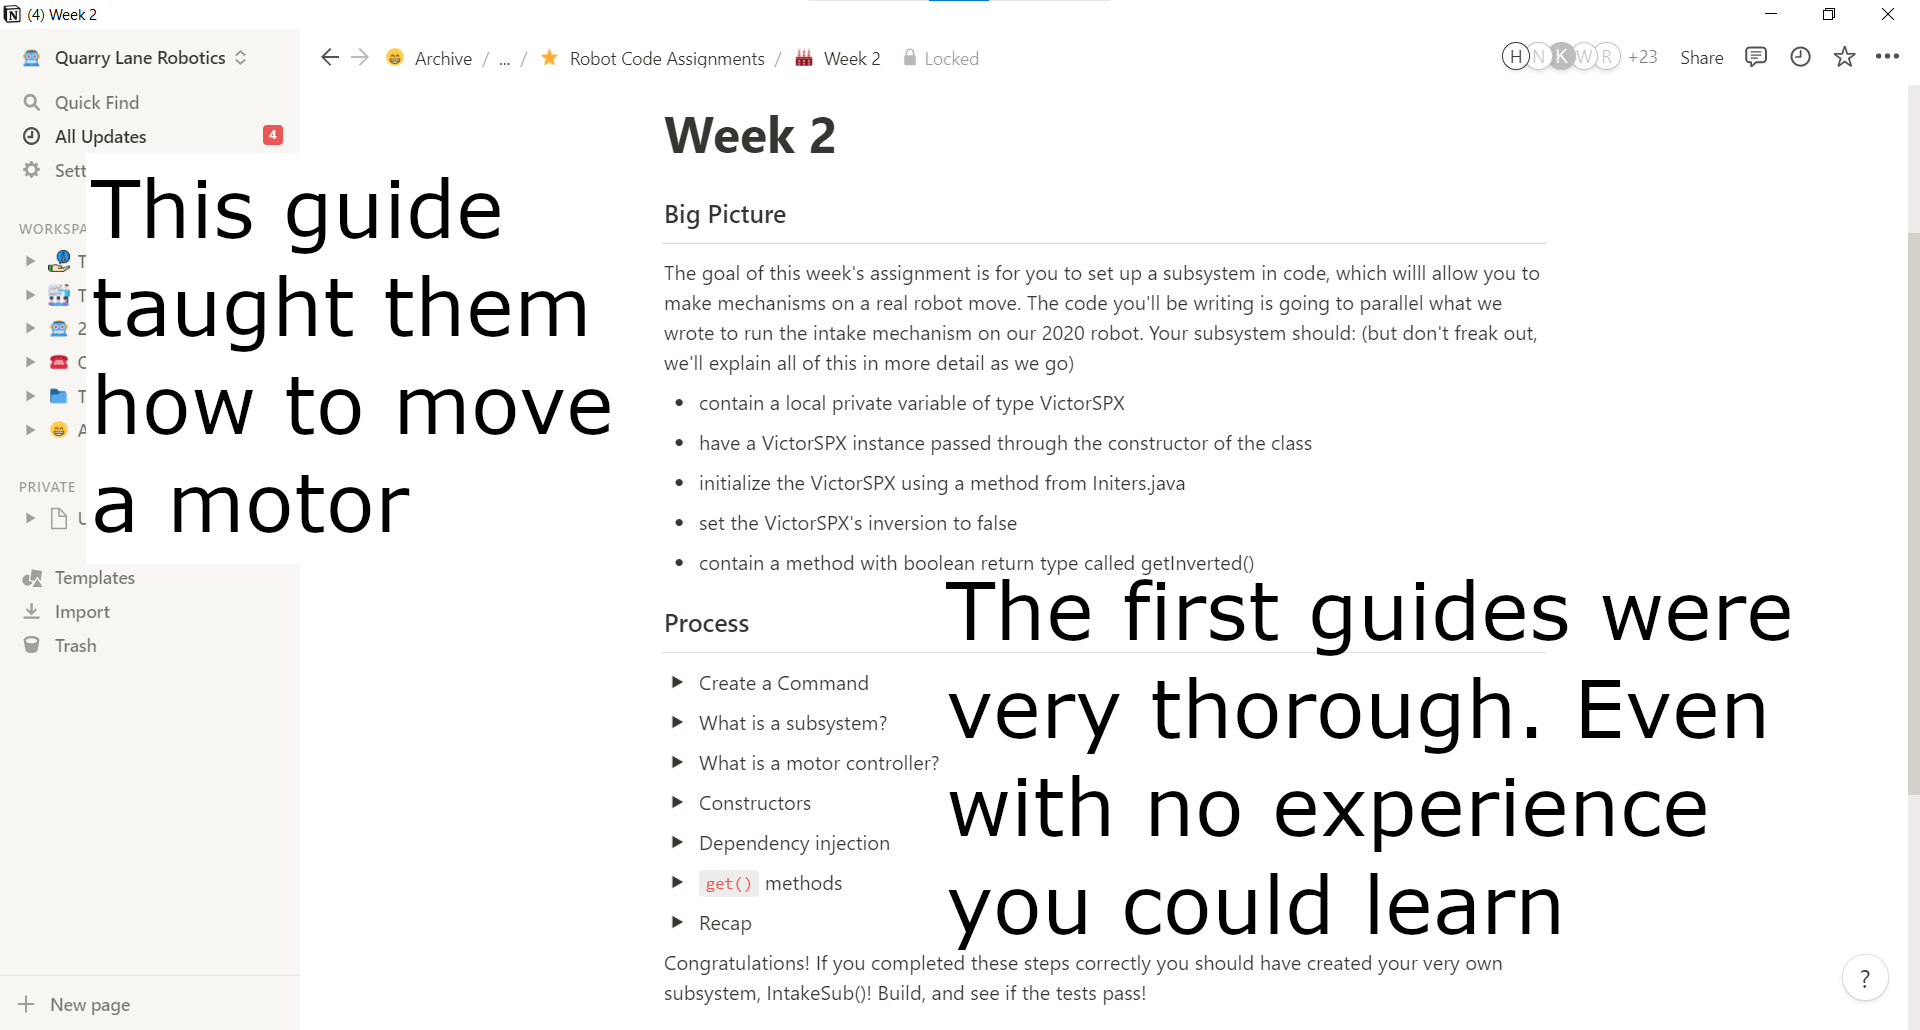 (4) Week 2
Quarry Lane Robotics
Quick Find
All Updates
4
Sett
WORKSPA
T
T
2
C
T
A
PRIVATE
U
Templates
Import
Trash
New page
This guide
taught them
how to move
a motor
Archive / ... / Robot Code Assignments / Week 2 Locked
H N K W R +23 Share
Week 2
Big Picture
The goal of this week's assignment is for you to set up a subsystem in code, which willl allow you to
make mechanisms on a real robot move. The code you'll be writing is going to parallel what we
wrote to run the intake mechanism on our 2020 robot. Your subsystem should: (but don't freak out,
we'll explain all of this in more detail as we go)
• contain a local private variable of type VictorSPX
• have a VictorSPX instance passed through the constructor of the class
• initialize the VictorSPX using a method from Initers.java
• set the VictorSPX's inversion to false
• contain a method with boolean return type called getInverted()
Process
Create a Command
What is a subsystem?
What is a motor controller?
Constructors
Dependency injection
get() methods
Recap
The first guides were
very thorough. Even
with no experience
you could learn
Congratulations! If you completed these steps correctly you should have created your very own
subsystem, IntakeSub()! Build, and see if the tests pass!
?